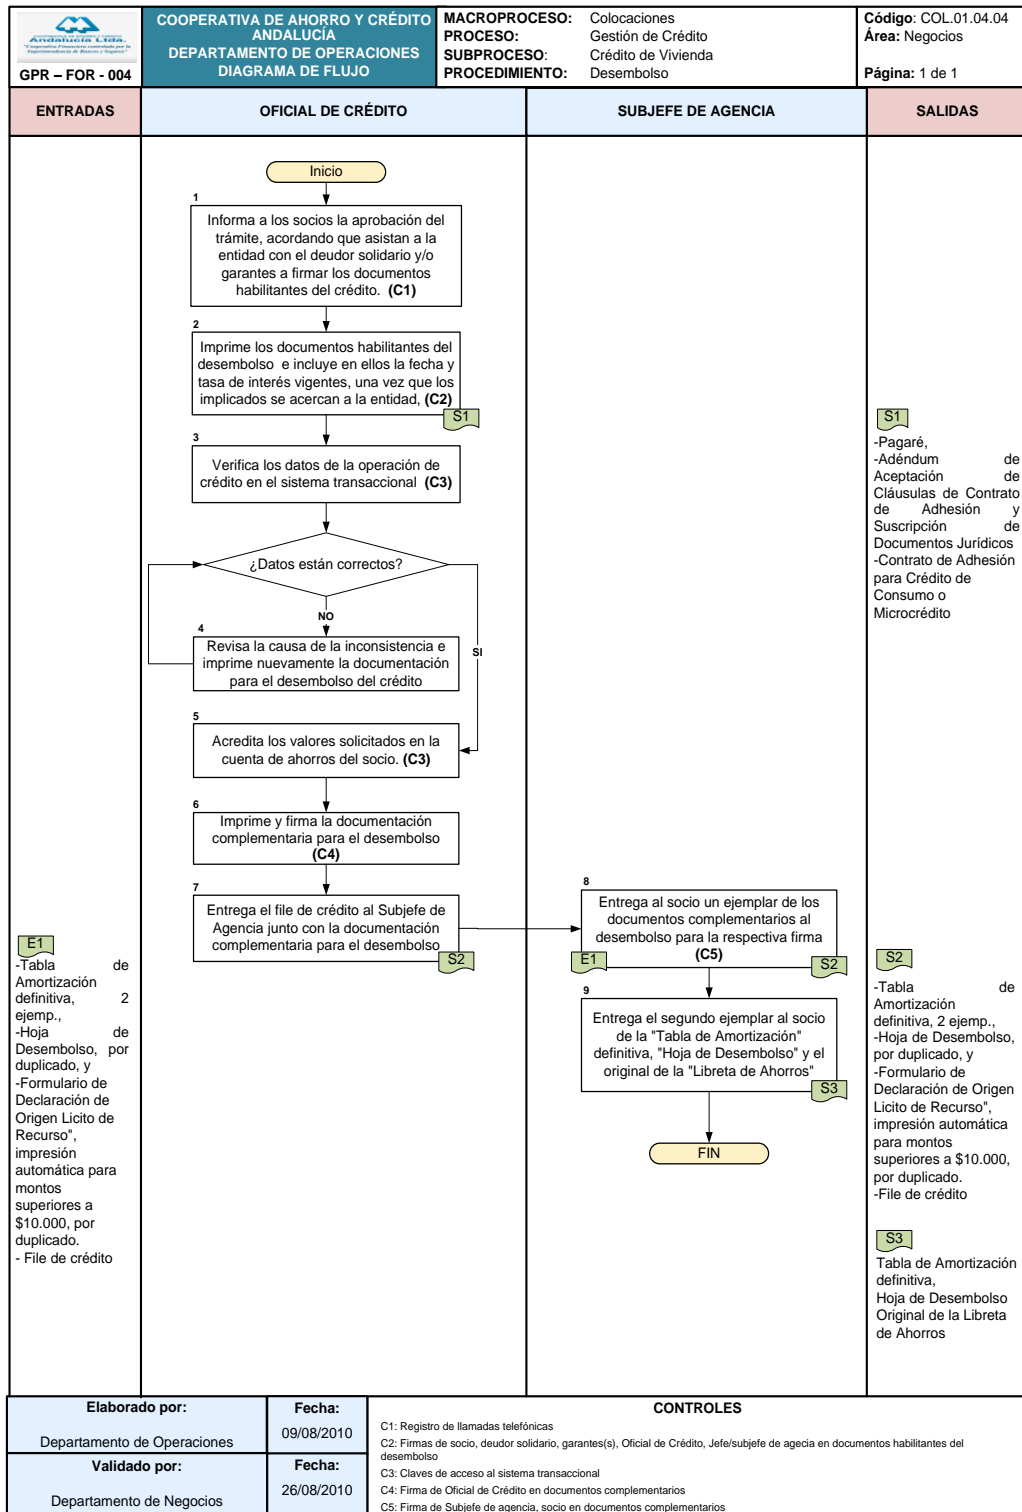 Andalucía Ltda.
"Cooperativa Financiera controlada por la
Superintendencia de Bancos y Seguros"
GPR – FOR - 004
COOPERATIVA DE AHORRO Y CRÉDITO
ANDALUCÍA
DEPARTAMENTO DE OPERACIONES
DIAGRAMA DE FLUJO
MACROPROCESO: Colocaciones
PROCESO: Gestión de Crédito
SUBPROCESO: Crédito de Vivienda
PROCEDIMIENTO: Desembolso
Código: COL.01.04.04
Área: Negocios
Página: 1 de 1
ENTRADAS
OFICIAL DE CRÉDITO
SUBJEFE DE AGENCIA
SALIDAS
Inicio
1
Informa a los socios la aprobación del
trámite, acordando que asistan a la
entidad con el deudor solidario y/o
garantes a firmar los documentos
habilitantes del crédito. (C1)
2
Imprime los documentos habilitantes del
desembolso e incluye en ellos la fecha y
tasa de interés vigentes, una vez que los
implicados se acercan a la entidad, (C2)
S1
3
Verifica los datos de la operación de
crédito en el sistema transaccional (C3)
¿Datos están correctos?
NO
SI
4
Revisa la causa de la inconsistencia e
imprime nuevamente la documentación
para el desembolso del crédito
5
Acredita los valores solicitados en la
cuenta de ahorros del socio. (C3)
6
Imprime y firma la documentación
complementaria para el desembolso
(C4)
7
Entrega el file de crédito al Subjefe de
Agencia junto con la documentación
complementaria para el desembolso
S2
8
Entrega al socio un ejemplar de los
documentos complementarios al
desembolso para la respectiva firma
(C5)
E1
S2
9
Entrega el segundo ejemplar al socio
de la "Tabla de Amortización"
definitiva, "Hoja de Desembolso" y el
original de la "Libreta de Ahorros"
S3
FIN
E1
-Tabla de
Amortización
definitiva, 2
ejemp.,
-Hoja de
Desembolso, por
duplicado, y
-Formulario de
Declaración de
Origen Licito de
Recurso",
impresión
automática para
montos
superiores a
$10.000, por
duplicado.
- File de crédito
S1
-Pagaré,
-Adéndum de
Aceptación de
Cláusulas de Contrato
de Adhesión y
Suscripción de
Documentos Jurídicos
-Contrato de Adhesión
para Crédito de
Consumo o
Microcrédito
S2
-Tabla de
Amortización
definitiva, 2 ejemp.,
-Hoja de Desembolso,
por duplicado, y
-Formulario de
Declaración de Origen
Licito de Recurso",
impresión automática
para montos
superiores a $10.000,
por duplicado.
-File de crédito
S3
Tabla de Amortización
definitiva,
Hoja de Desembolso
Original de la Libreta
de Ahorros
Elaborado por:
Departamento de Operaciones
Fecha:
09/08/2010
Validado por:
Departamento de Negocios
Fecha:
26/08/2010
CONTROLES
C1: Registro de llamadas telefónicas
C2: Firmas de socio, deudor solidario, garantes(s), Oficial de Crédito, Jefe/subjefe de agecia en documentos habilitantes del
desembolso
C3: Claves de acceso al sistema transaccional
C4: Firma de Oficial de Crédito en documentos complementarios
C5: Firma de Subjefe de agencia, socio en documentos complementarios